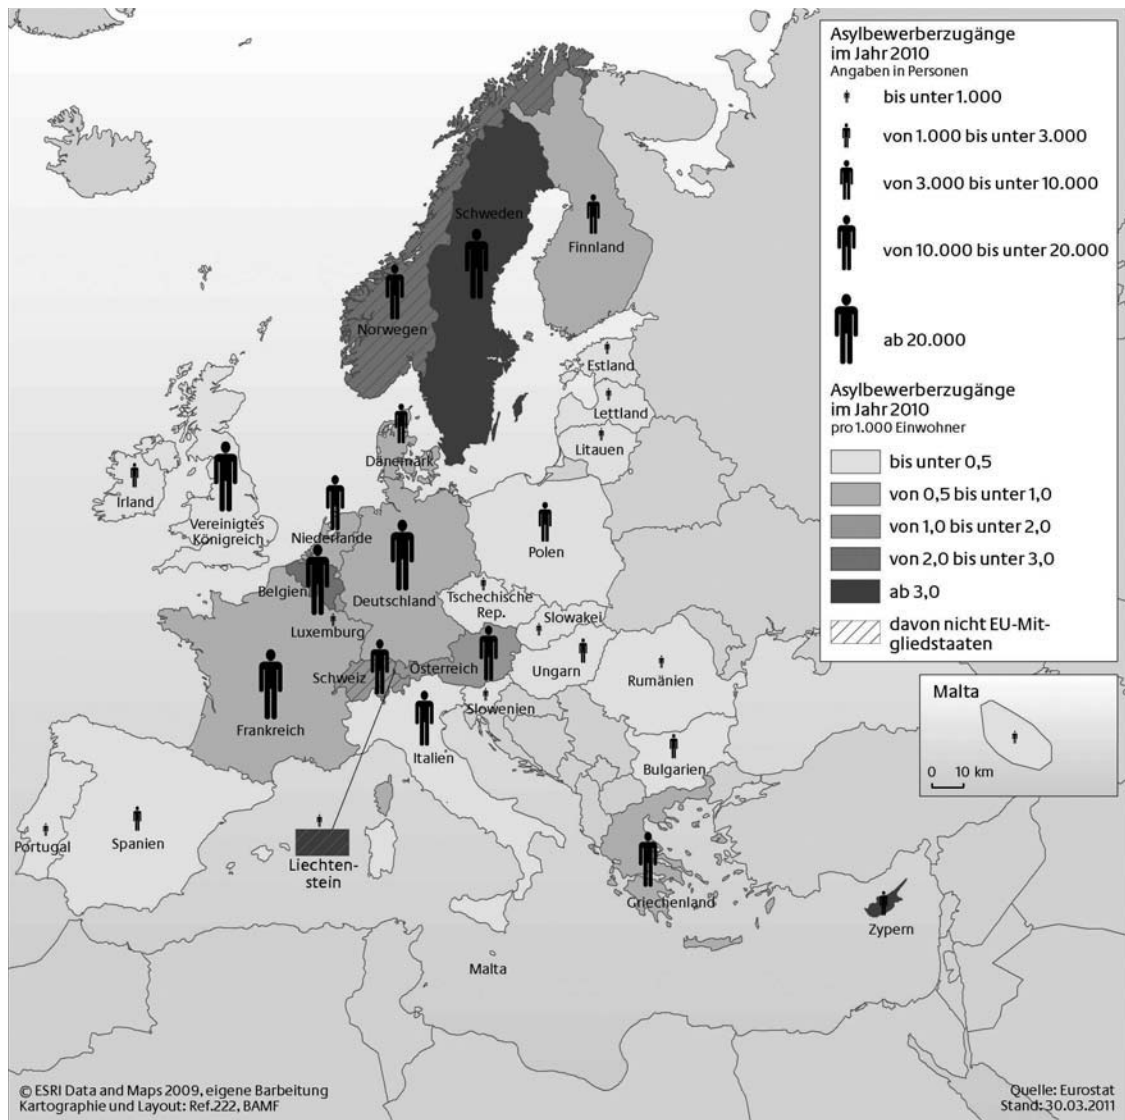 Asylbewerberzugänge
im Jahr 2010
Angaben in Personen
bis unter 1.000
von 1.000 bis unter 3.000
von 3.000 bis unter 10.000
von 10.000 bis unter 20.000
ab 20.000
Asylbewerberzugänge
im Jahr 2010
pro 1.000 Einwohner
bis unter 0,5
von 0,5 bis unter 1,0
von 1,0 bis unter 2,0
von 2,0 bis unter 3,0
ab 3,0
davon nicht EU-Mit-
gliedstaaten
Malta
0 10 km
Schweden
Finnland
Norwegen
Estland
Lettland
Litauen
Dänemark
Irland
Vereinigtes
Königreich
Niederlande
Polen
Belgien
Deutschland
Tschechische
Rep.
Slowakei
Luxemburg
Schweiz
Österreich
Ungarn
Rumänien
Frankreich
Slowenien
Italien
Bulgarien
Portugal
Spanien
Liechten-
stein
Griechenland
Zypern
Malta
© ESRI Data and Maps 2009, eigene Barbeitung
Kartographie und Layout: Ref.222, BAMF
Quelle: Eurostat
Stand: 30.03.2011